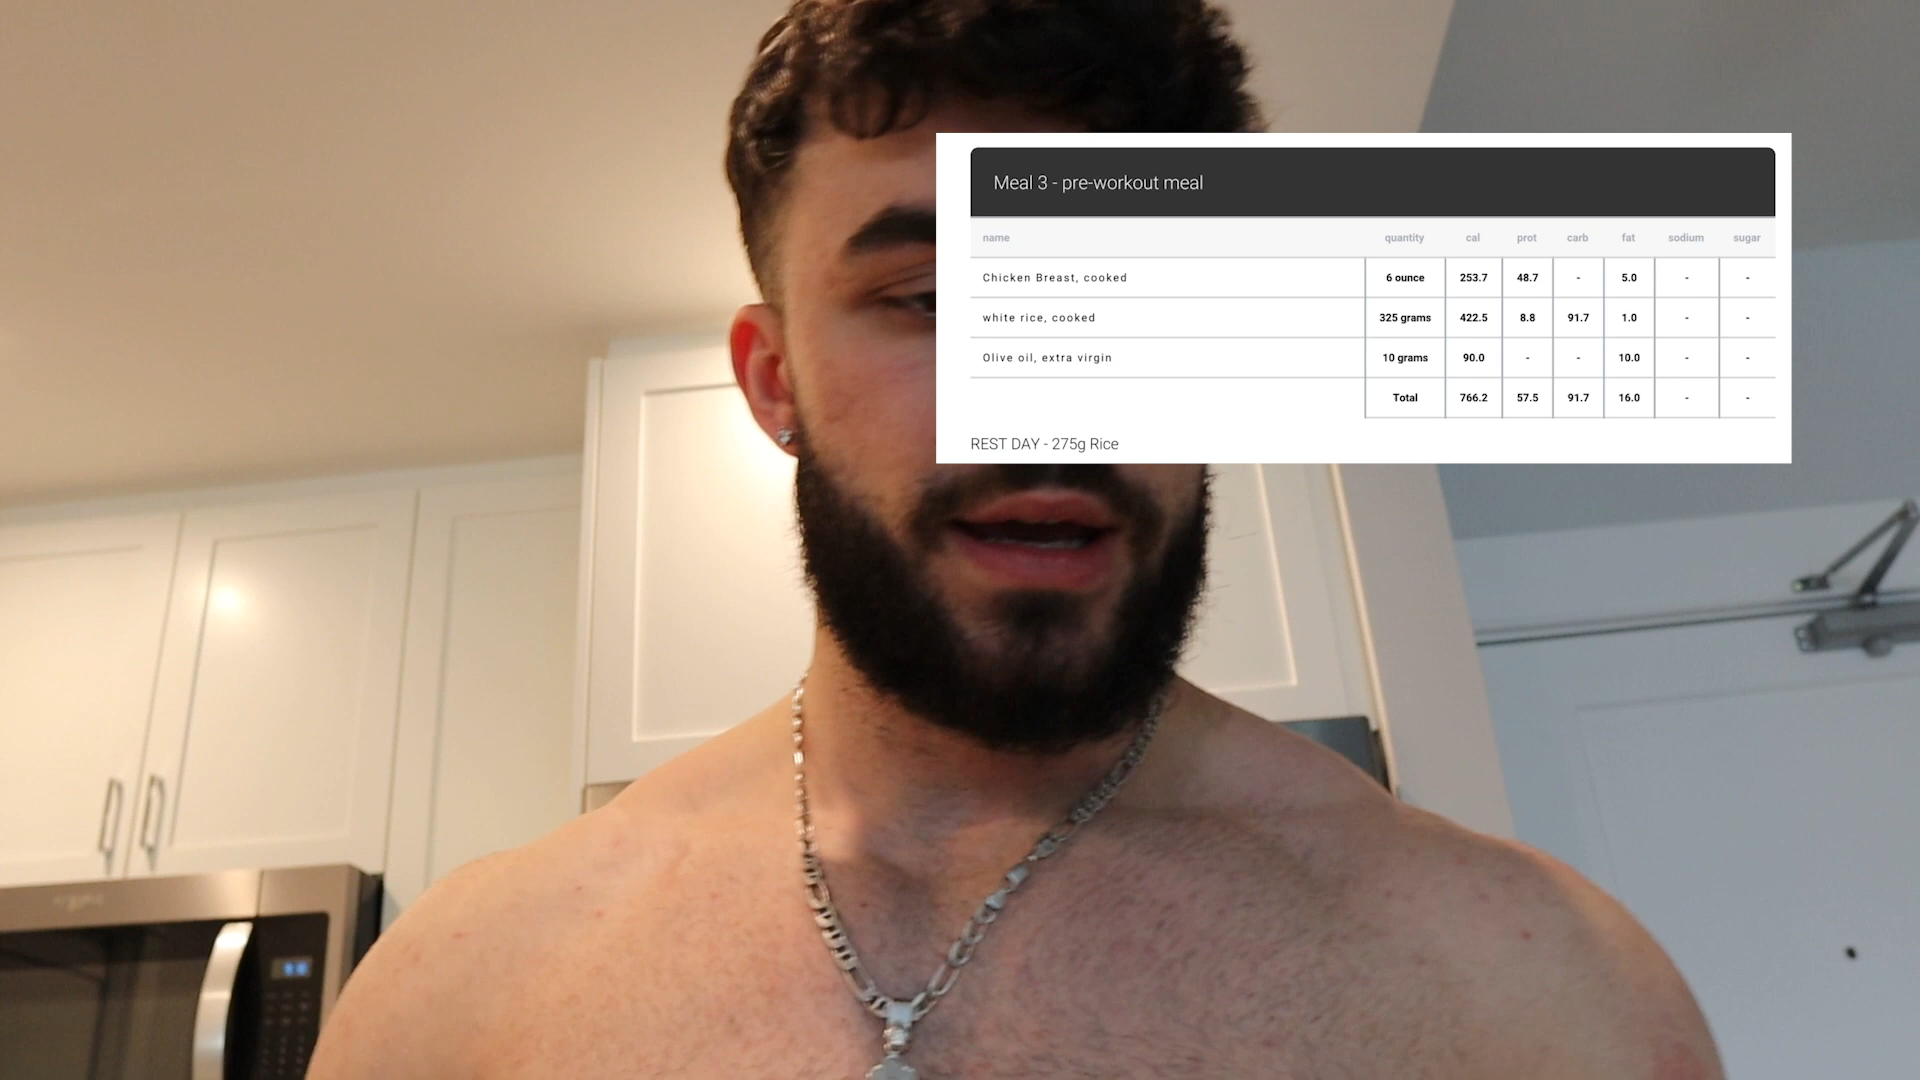 Meal 3 - pre-workout meal
name quantity cal prot carb fat sodium sugar
Chicken Breast, cooked 6 ounce 253.7 48.7 - 5.0 - -
white rice, cooked 325 grams 422.5 8.8 91.7 1.0 - -
Olive oil, extra virgin 10 grams 90.0 - - 10.0 - -
Total 766.2 57.5 91.7 16.0 - -
REST DAY - 275g Rice